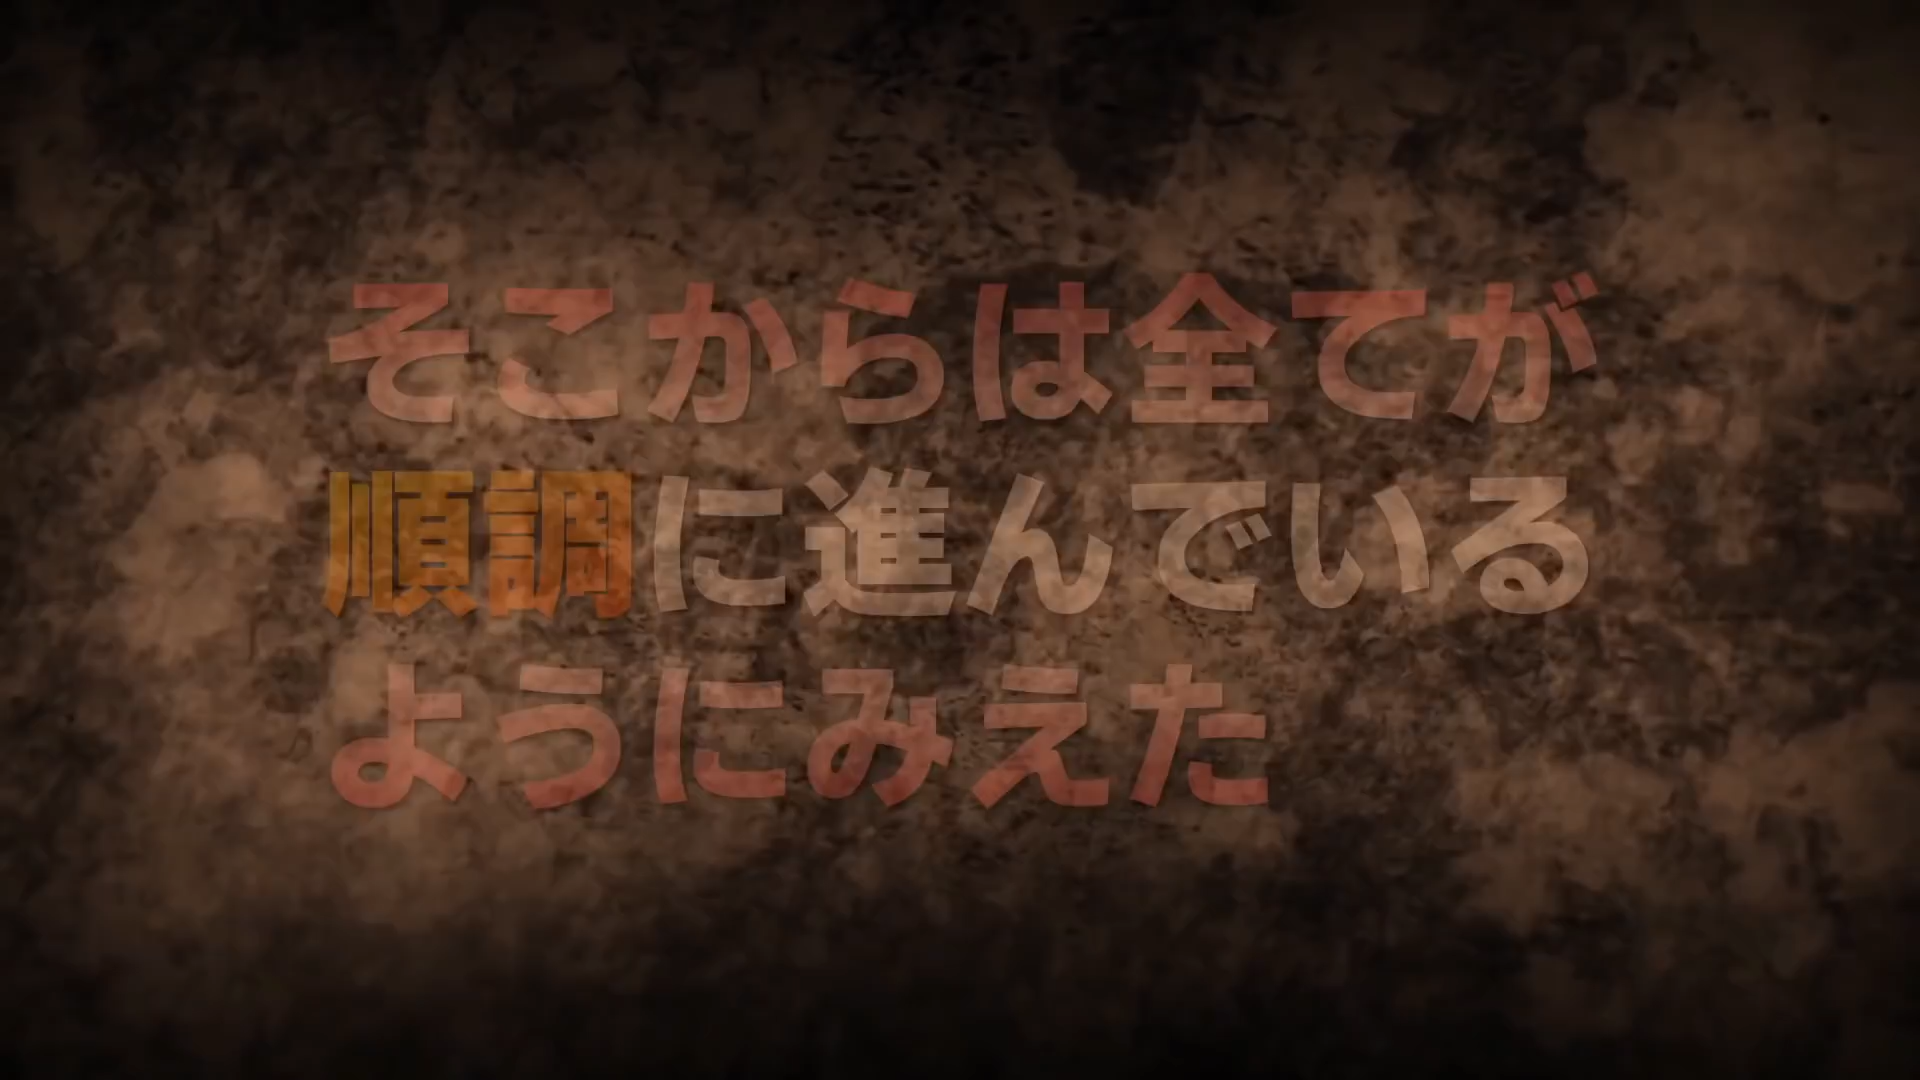 そこからは全てが
順調に進んでいる
ようにみえた